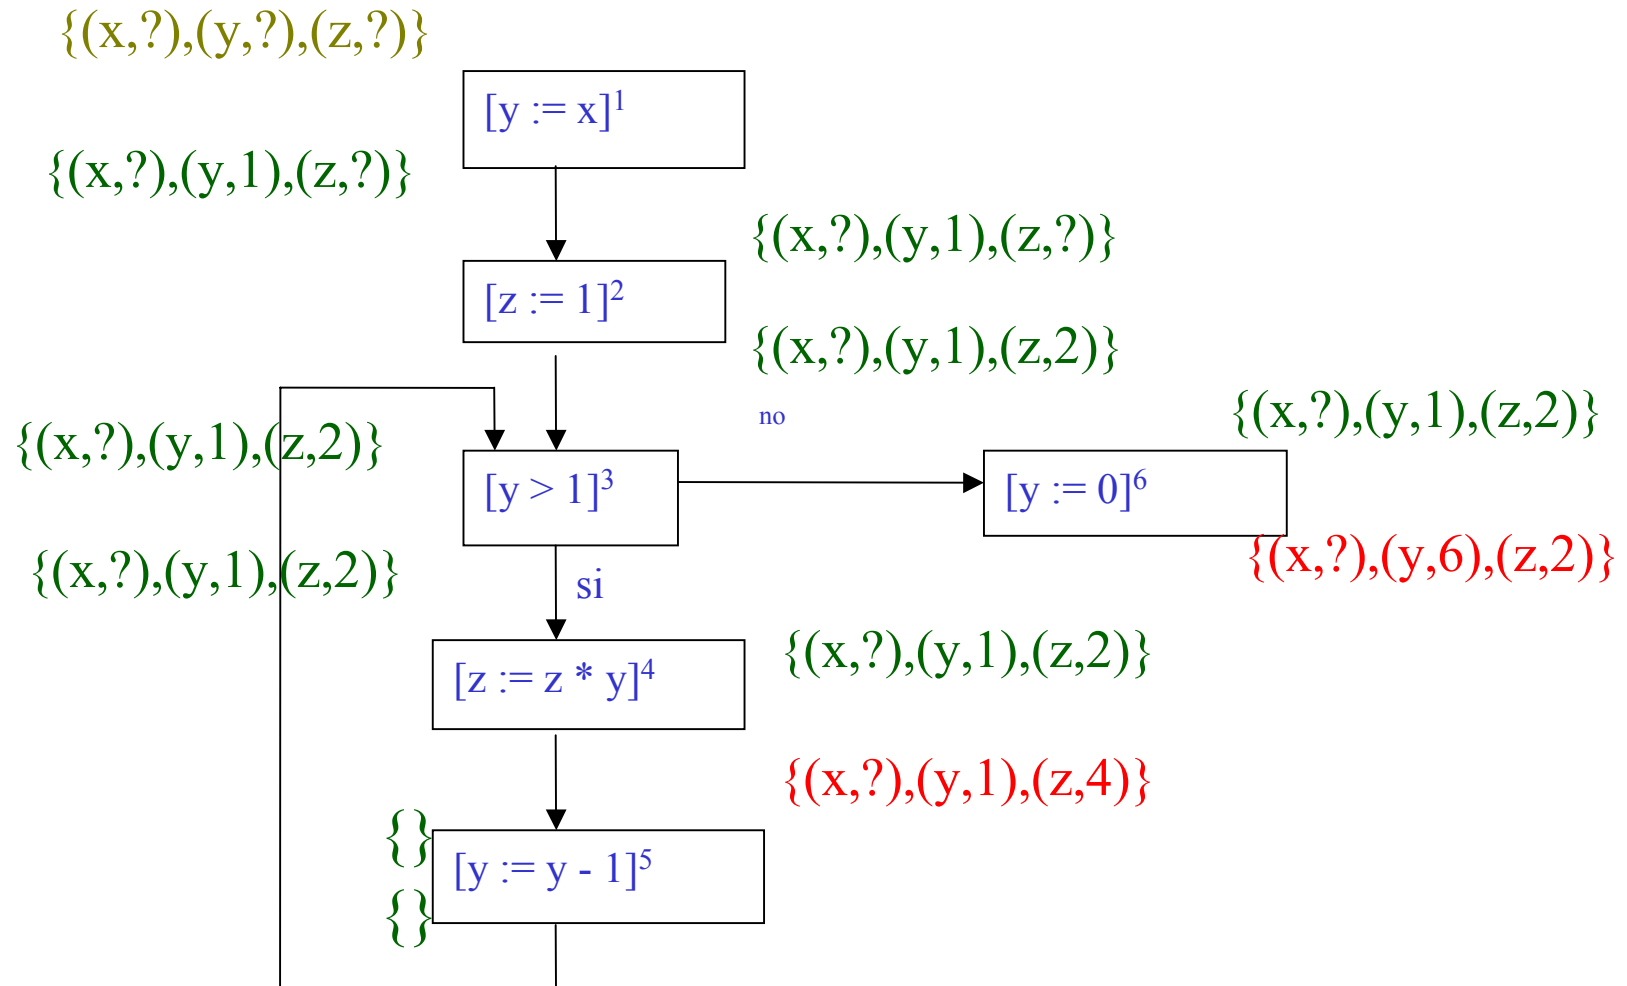 {(x,?),(y,?),(z,?)}
[y := x]1
{(x,?),(y,1),(z,?)}
{(x,?),(y,1),(z,?)}
[z := 1]2
{(x,?),(y,1),(z,2)}
no
{(x,?),(y,1),(z,2)}
{(x,?),(y,1),(z,2)}
[y > 1]3
[y := 0]6
{(x,?),(y,6),(z,2)}
{(x,?),(y,1),(z,2)}
si
{(x,?),(y,1),(z,2)}
[z := z * y]4
{(x,?),(y,1),(z,4)}
{}
[y := y - 1]5
{}